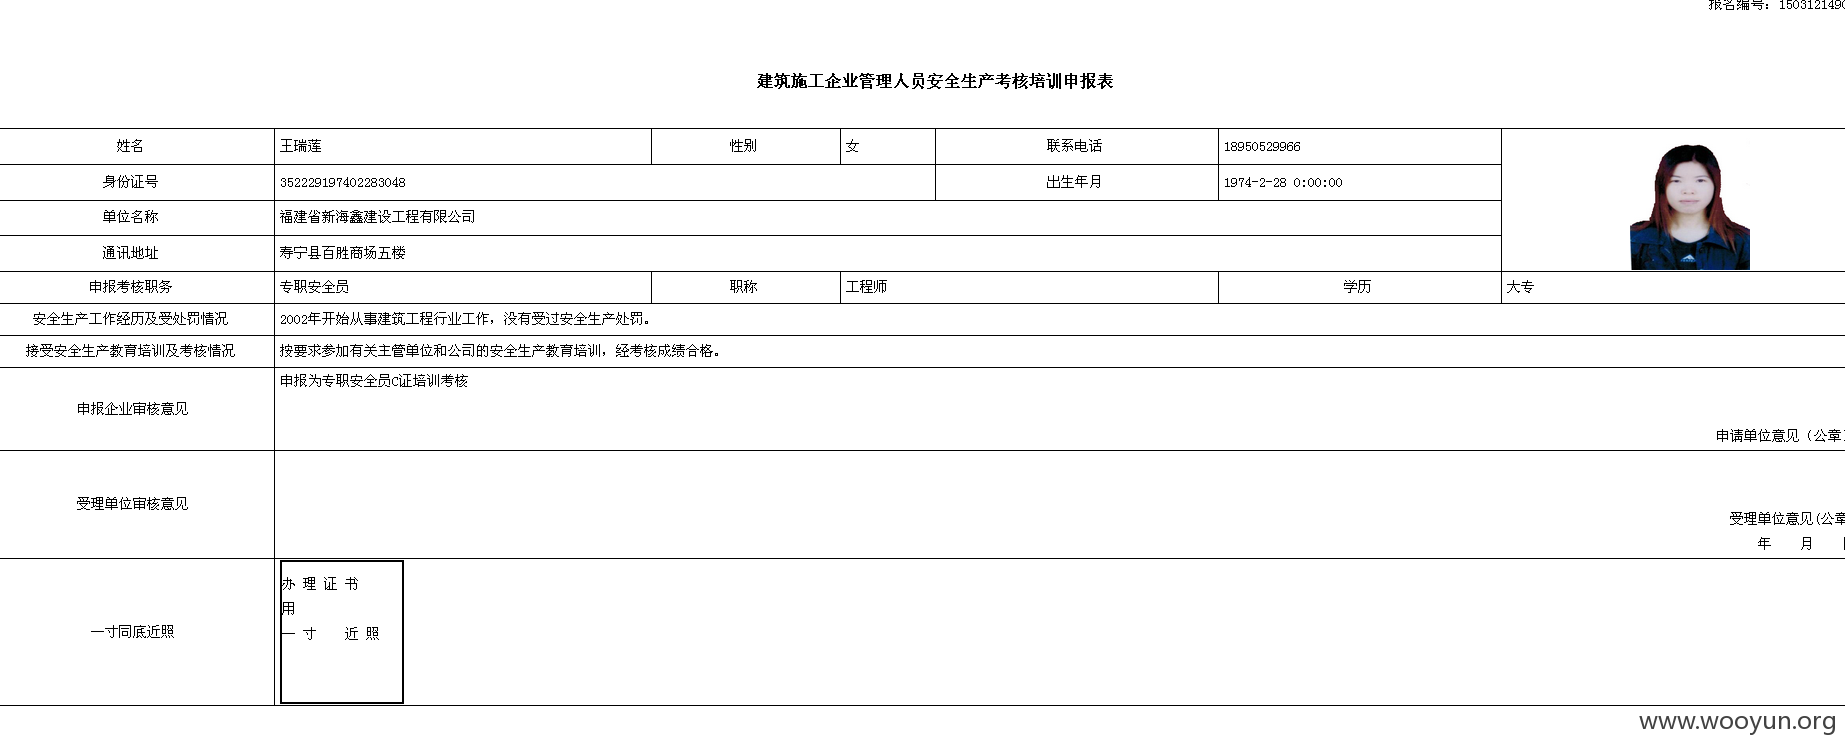 报名编号：150312149
建筑施工企业管理人员安全生产考核培训申报表
姓名 王瑞莲 性别 女 联系电话 18950529966
身份证号 352229197402283048 出生年月 1974-2-28 0:00:00
单位名称 福建省新海鑫建设工程有限公司
通讯地址 寿宁县百胜商场五楼
申报考核职务 专职安全员 职称 工程师 学历 大专
安全生产工作经历及受处罚情况 2002年开始从事建筑工程行业工作，没有受过安全生产处罚。
接受安全生产教育培训及考核情况 按要求参加有关主管单位和公司的安全生产教育培训，经考核成绩合格。
申报为专职安全员C证培训考核
申报企业审核意见
申请单位意见（公章
受理单位审核意见
受理单位意见(公章
年 月
办 理 证 书
用
一 寸 近 照
一寸同底近照
www.wooyun.org